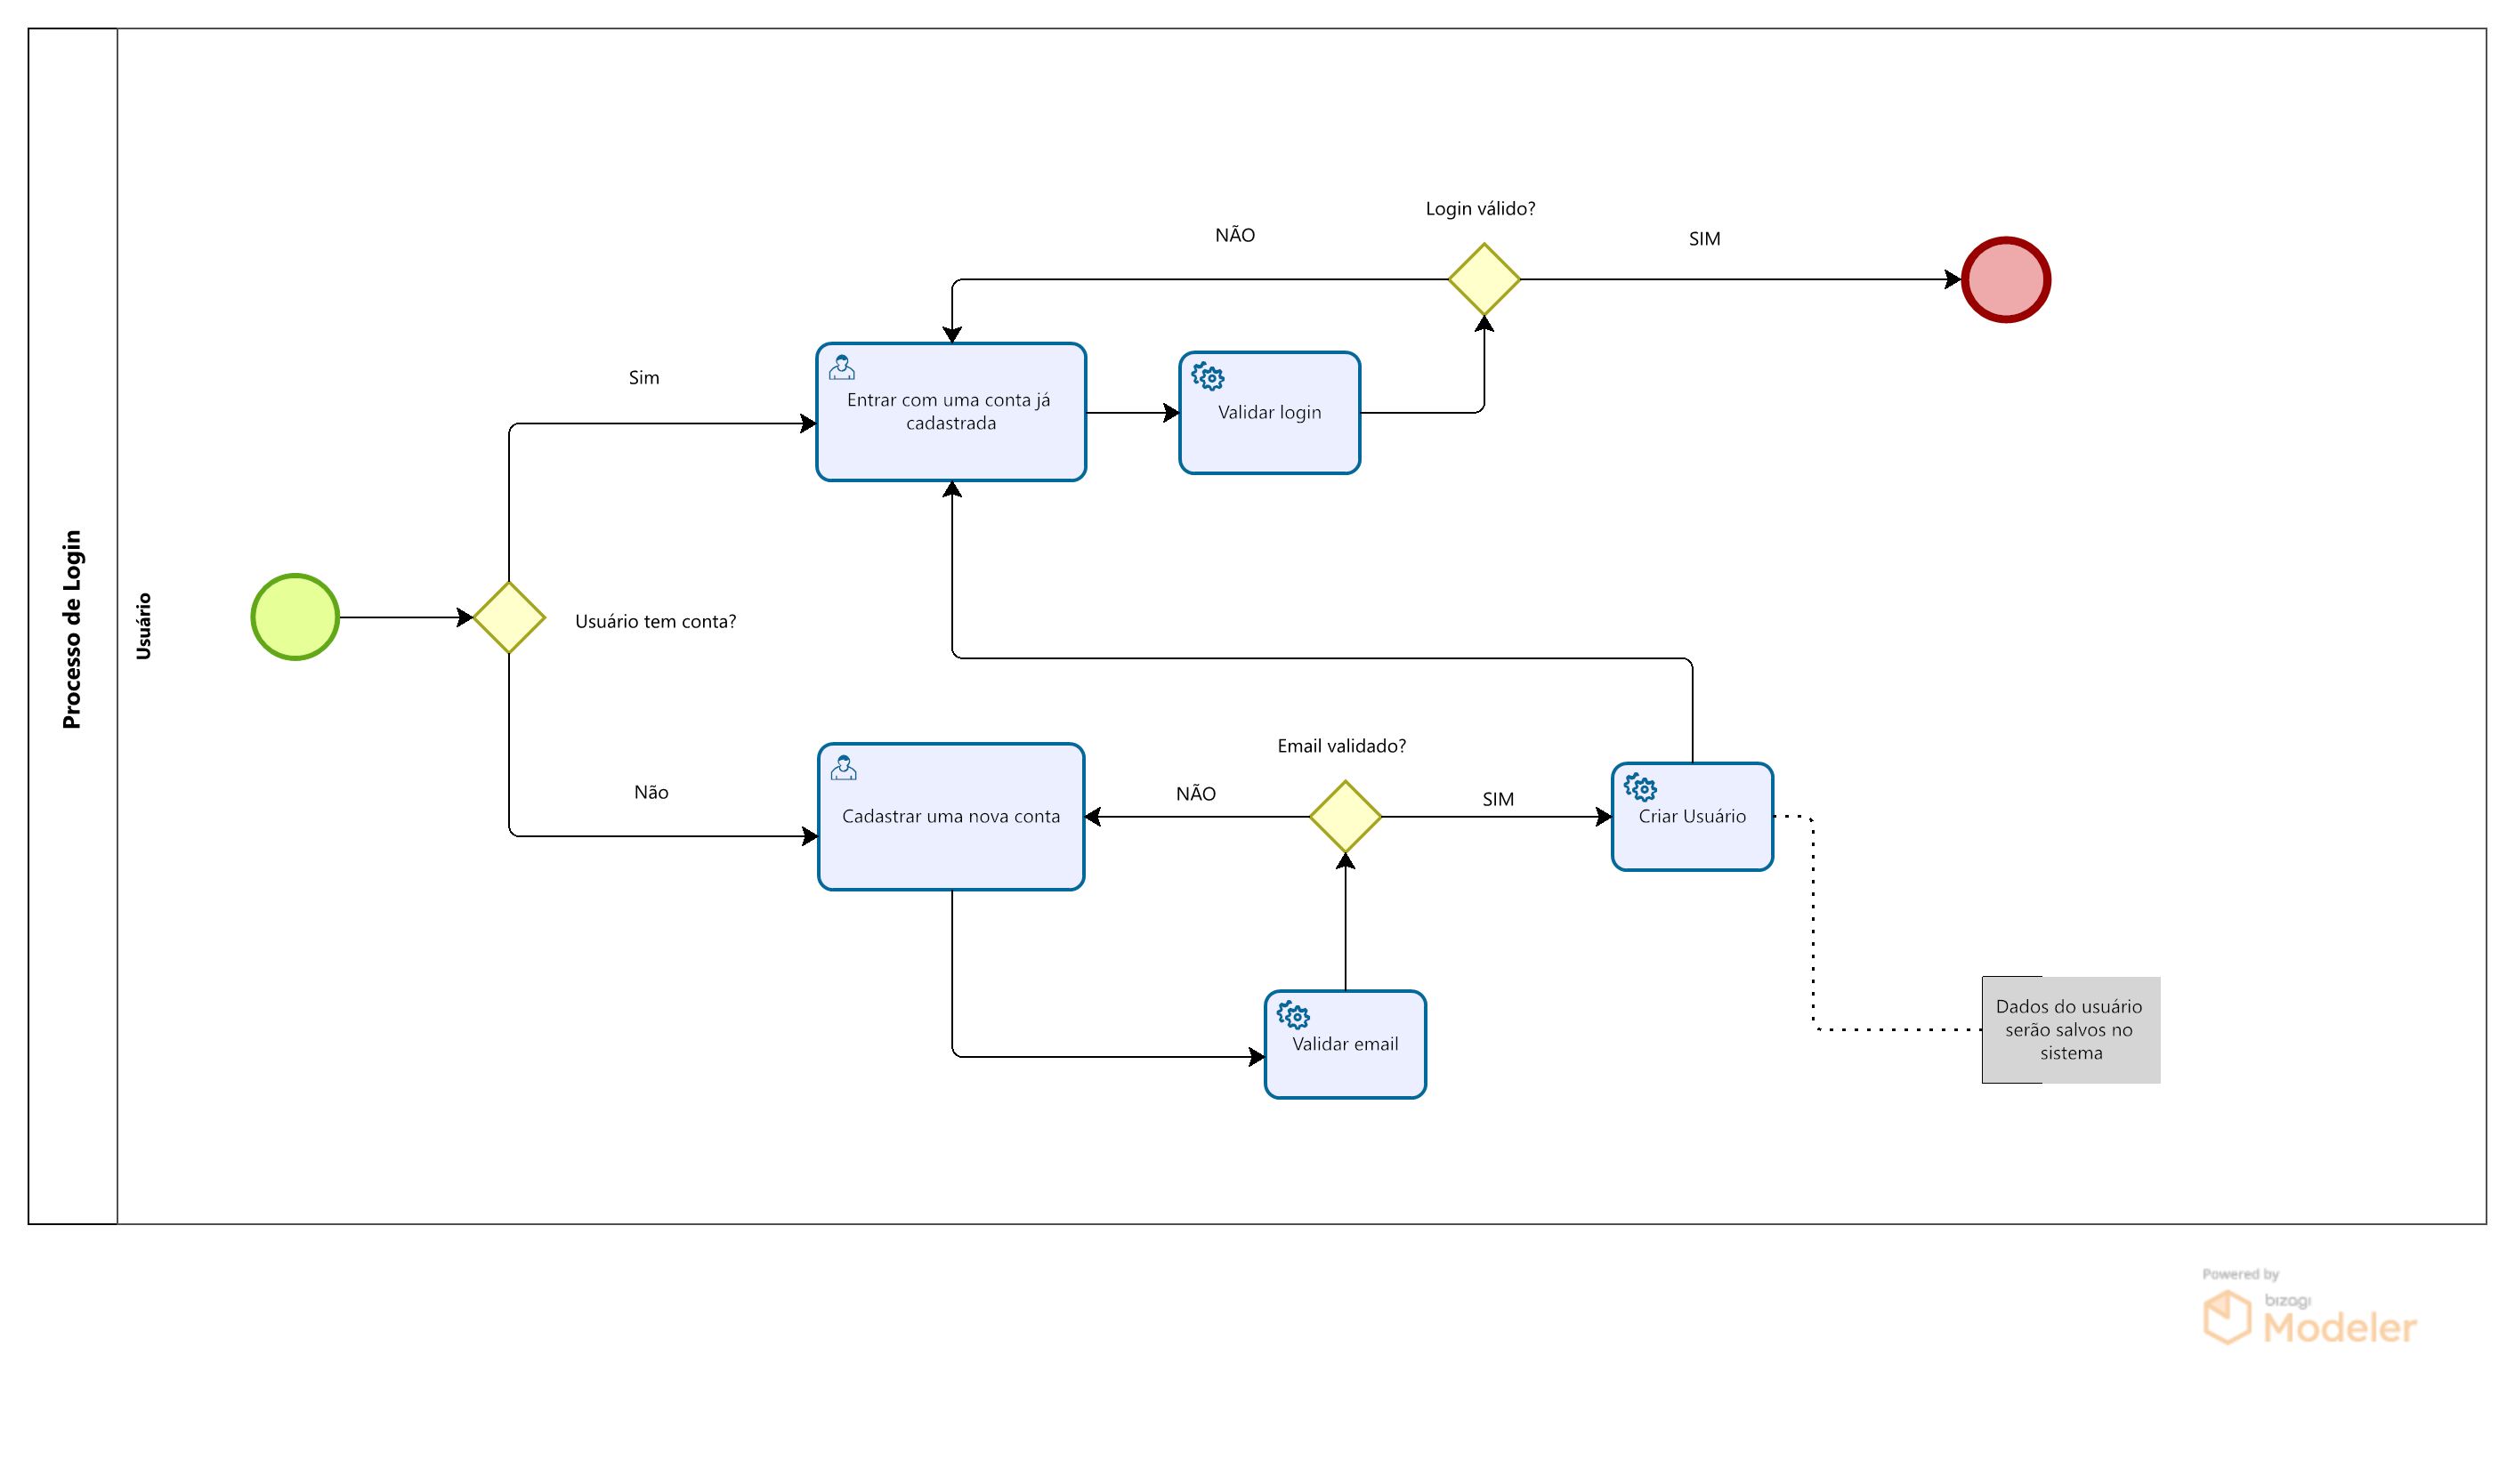 Processo de Login
Usuário
Login válido?
NÃO
SIM
Sim
Entrar com uma conta já
cadastrada
Validar login
Usuário tem conta?
Email validado?
Não
NÃO
SIM
Cadastrar uma nova conta
Criar Usuário
Dados do usuário
serão salvos no
sistema
Validar email
Powered by
bizagi
Modeler